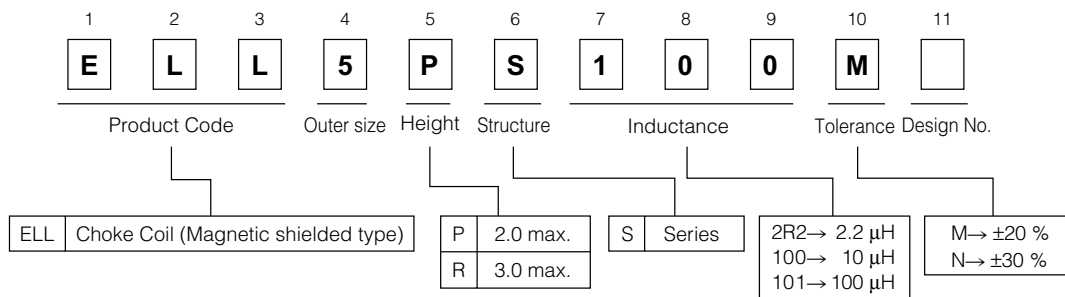 1 2 3 4 5 6 7 8 9 10 11
E L L 5 P S 1 0 0 M
Product Code Outer size Height Structure Inductance Tolerance Design No.
ELL Choke Coil (Magnetic shielded type)
P 2.0 max.
R 3.0 max.
S Series
2R2→ 2.2 µH
100→ 10 µH
101→ 100 µH
M→ ±20 %
N→ ±30 %